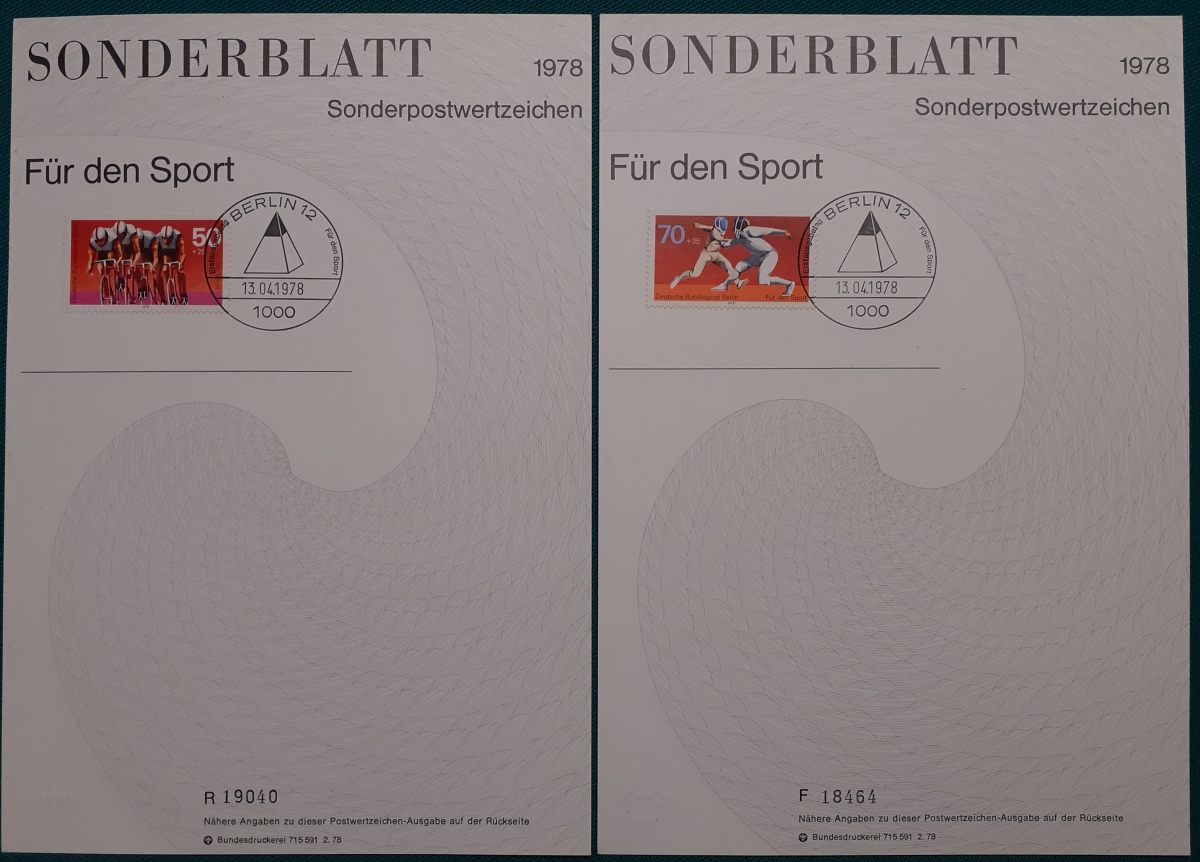 SONDERBLATT
1978
Sonderpostwertzeichen
Für den Sport
50
BERLIN 12
Für den Sport
13.04.1978
1000
R 19040
Nähere Angaben zu dieser Postwertzeichen-Ausgabe auf der Rückseite
Bundesdruckerei 715 591 2. 78
SONDERBLATT
1978
Sonderpostwertzeichen
Für den Sport
70 +35
Deutsche Bundespost Berlin Für den Sport
1978
BERLIN 12
Für den Sport
13.04.1978
1000
F 18464
Nähere Angaben zu dieser Postwertzeichen-Ausgabe auf der Rückseite
Bundesdruckerei 715 591 2. 78